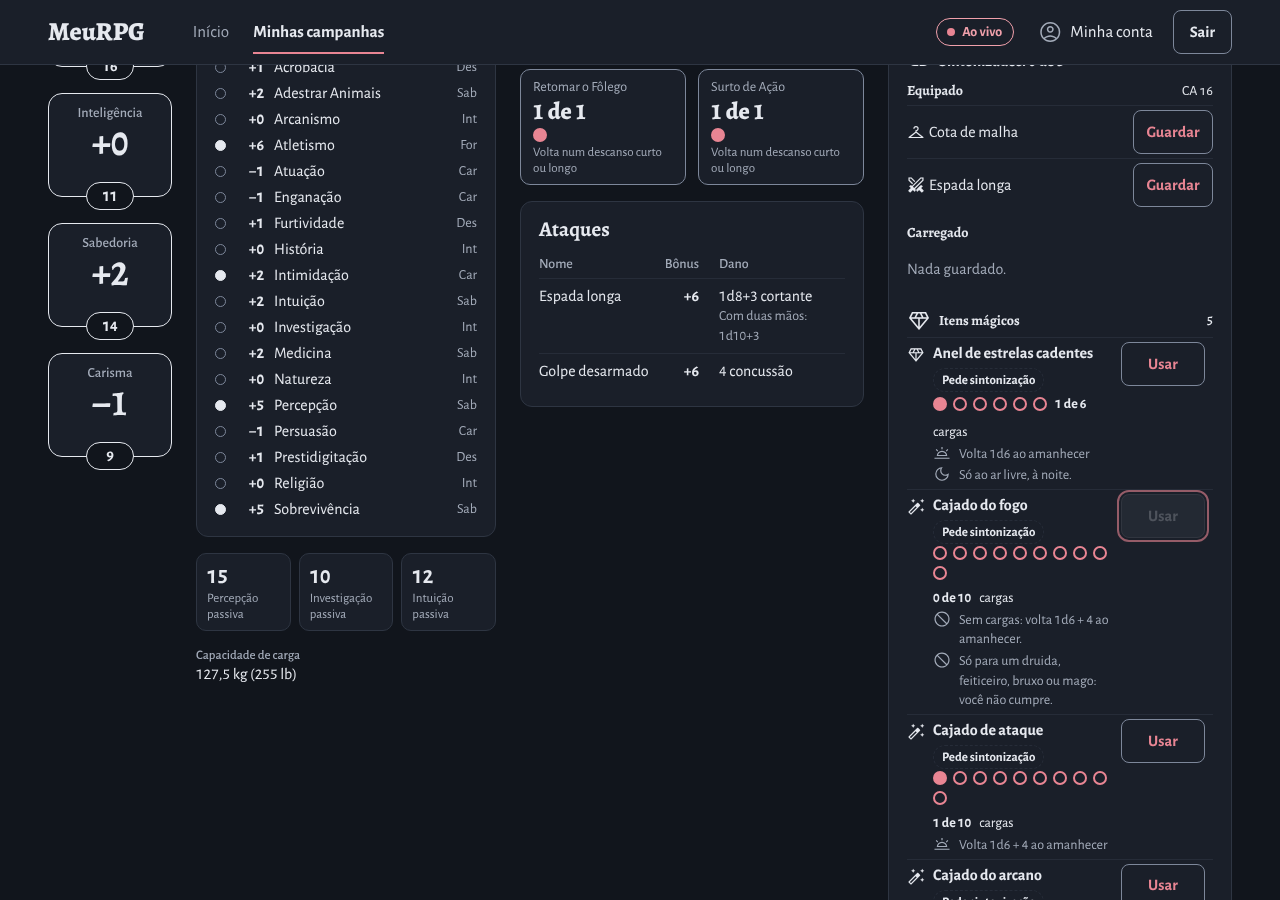 MeuRPG
Início
Minhas campanhas
Ao vivo
Minha conta
Sair
16
Inteligência
+0
11
Sabedoria
+2
14
Carisma
−1
9
+1 Acrobacia Des
+2 Adestrar Animais Sab
+0 Arcanismo Int
+6 Atletismo For
−1 Atuação Car
−1 Enganação Car
+1 Furtividade Des
+0 História Int
+2 Intimidação Car
+2 Intuição Sab
+0 Investigação Int
+2 Medicina Sab
+0 Natureza Int
+5 Percepção Sab
−1 Persuasão Car
+1 Prestidigitação Des
+0 Religião Int
+5 Sobrevivência Sab
15
Percepção
passiva
10
Investigação
passiva
12
Intuição
passiva
Capacidade de carga
127,5 kg (255 lb)
Retomar o Fôlego
1 de 1
Volta num descanso curto
ou longo
Surto de Ação
1 de 1
Volta num descanso curto
ou longo
Ataques
Nome Bônus Dano
Espada longa +6 1d8+3 cortante
Com duas mãos:
1d10+3
Golpe desarmado +6 4 concussão
Equipado CA 16
Cota de malha Guardar
Espada longa Guardar
Carregado
Nada guardado.
Itens mágicos 5
Anel de estrelas cadentes Usar
Pede sintonização
1 de 6
cargas
Volta 1d6 ao amanhecer
Só ao ar livre, à noite.
Cajado do fogo Usar
Pede sintonização
0 de 10 cargas
Sem cargas: volta 1d6 + 4 ao
amanhecer.
Só para um druida,
feiticeiro, bruxo ou mago:
você não cumpre.
Cajado de ataque Usar
Pede sintonização
1 de 10 cargas
Volta 1d6 + 4 ao amanhecer
Cajado do arcano Usar